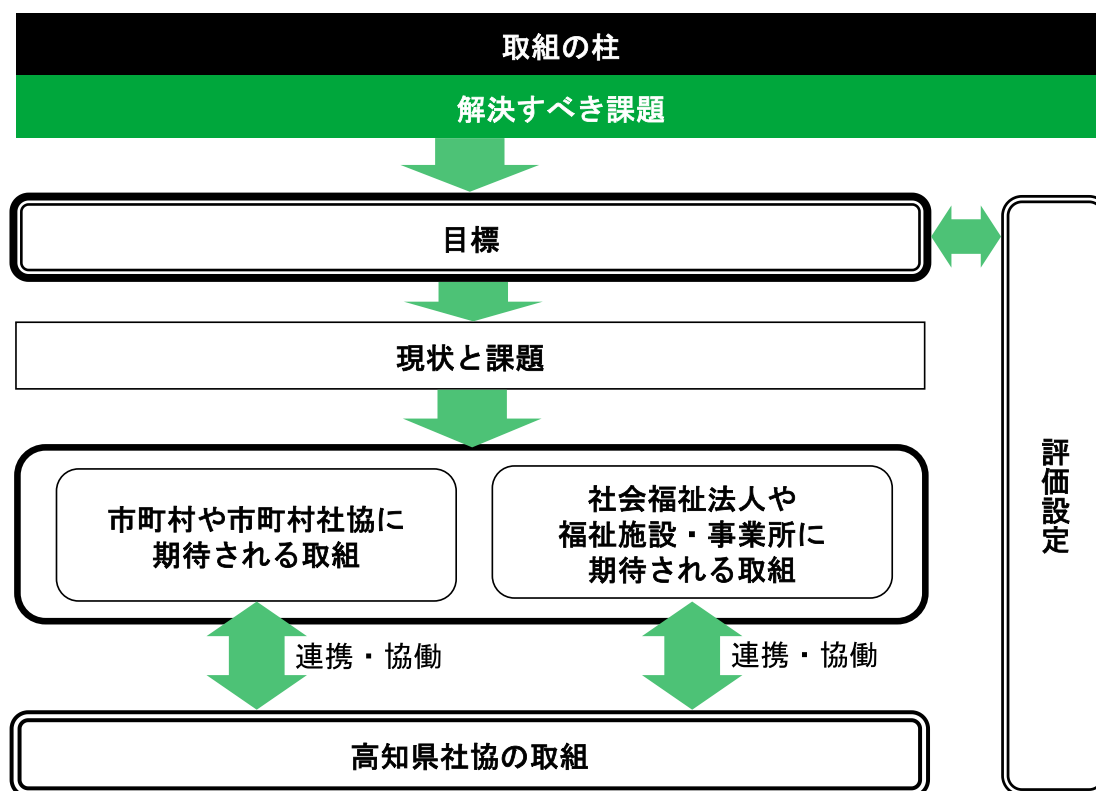 取組の柱
解決すべき課題
目標
現状と課題
市町村や市町村社協に
期待される取組
社会福祉法人や
福祉施設・事業所に
期待される取組
連携・協働
連携・協働
高知県社協の取組
評価設定